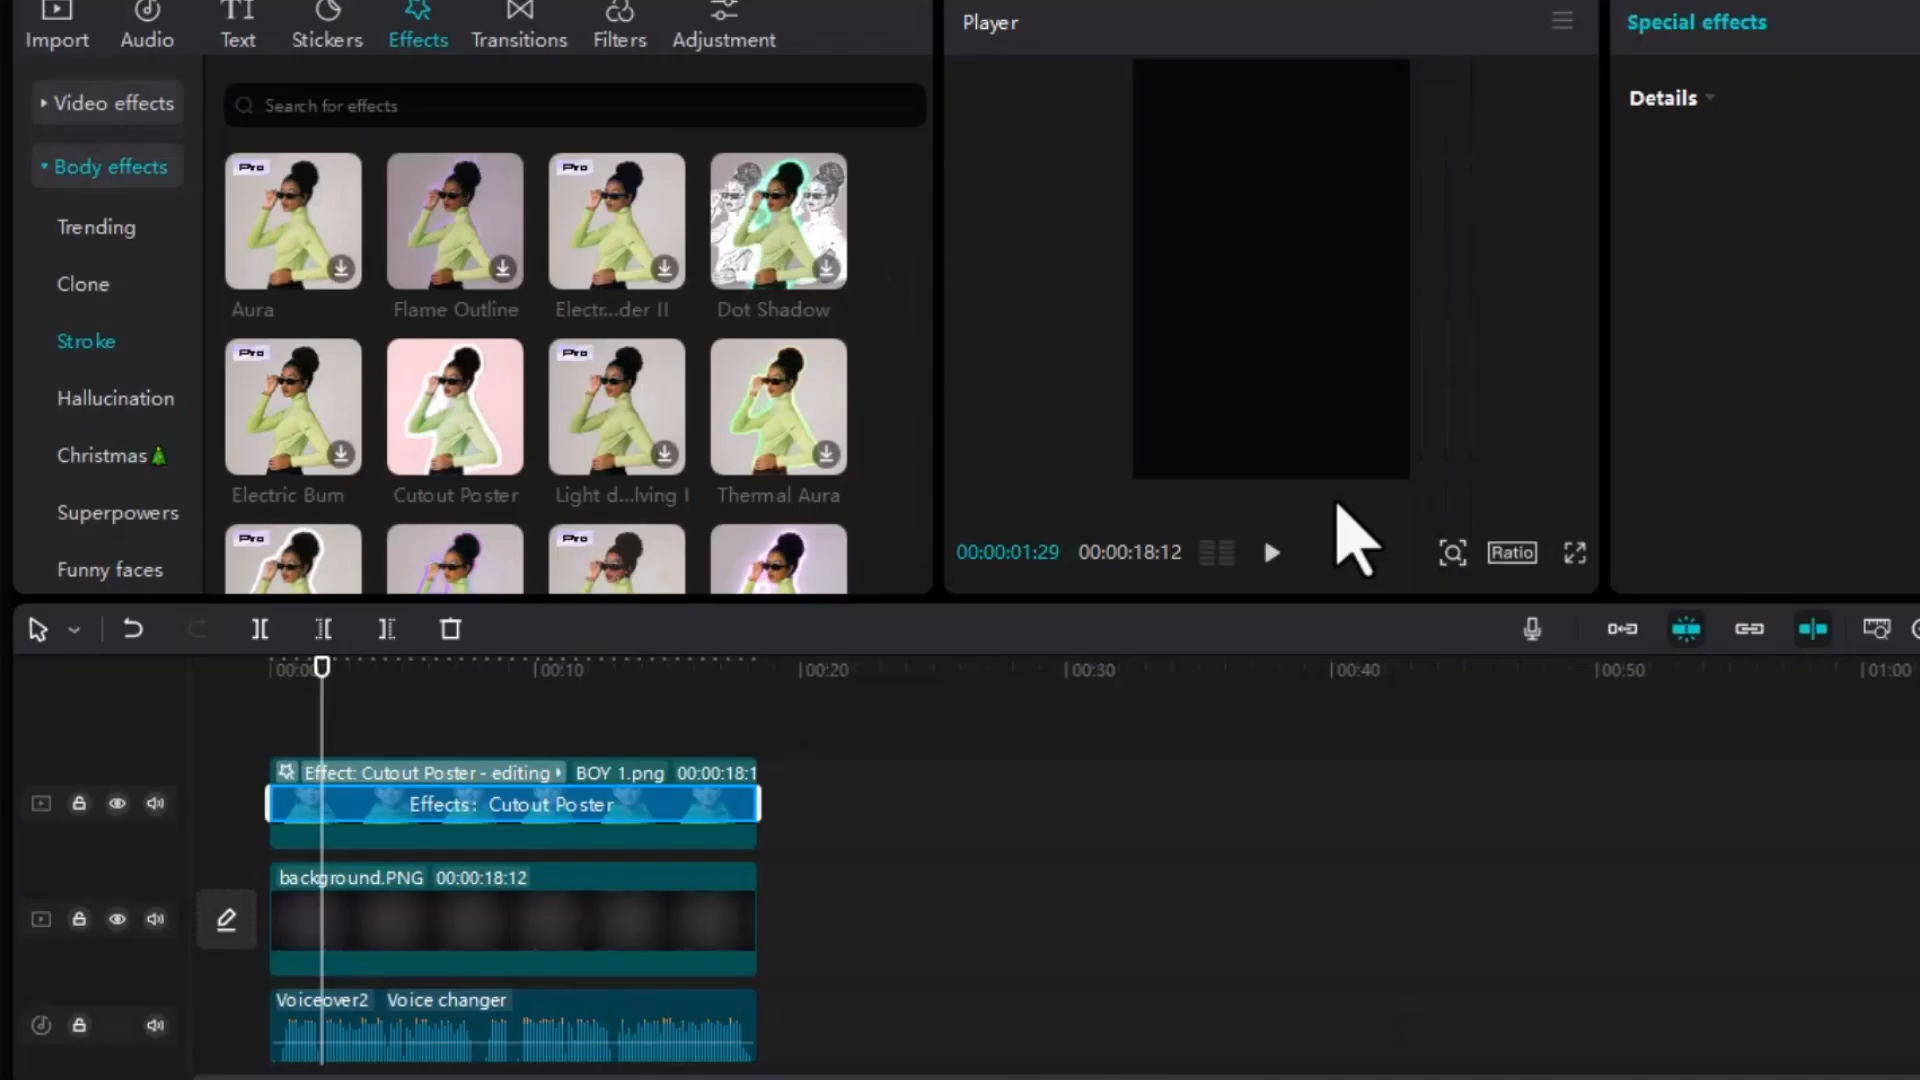 Import Audio Text Stickers Effects Transitions Filters Adjustment
Player
Special effects
Details
Search for effects
Video effects
Body effects
Trending
Clone
Stroke
Hallucination
Christmas🎄
Superpowers
Funny faces
Pro Pro
Aura Flame Outline Electr...der II Dot Shadow
Pro Pro
Electric Burn Cutout Poster Light d...lving I Thermal Aura
Pro Pro
00:00:01:29 00:00:18:12 Ratio
00:00 00:10 00:20 00:30 00:40 00:50 01:00
Effect: Cutout Poster - editing BOY 1.png 00:00:18:1
Effects: Cutout Poster
background.PNG 00:00:18:12
Voiceover2 Voice changer